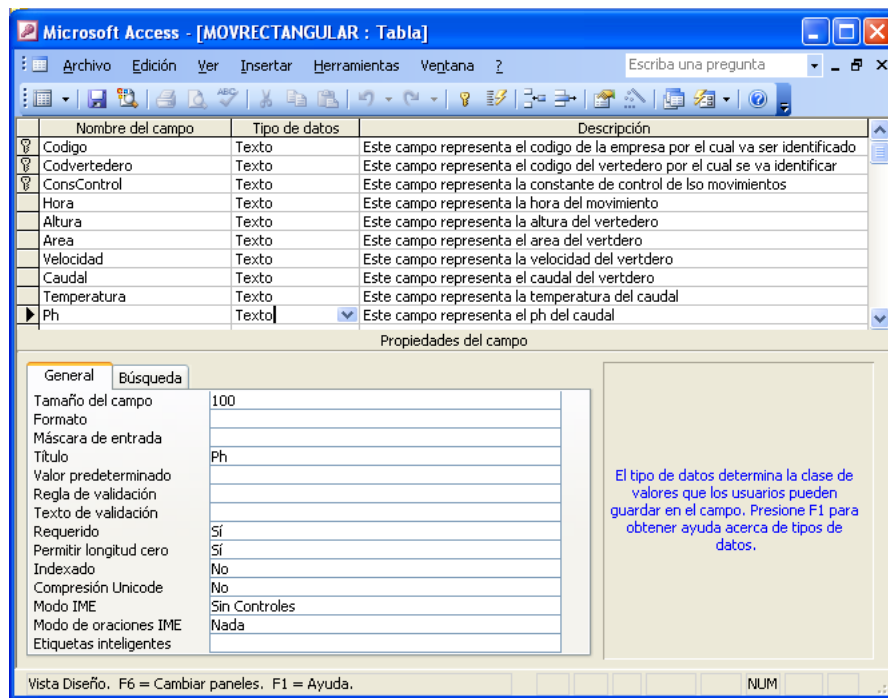 Microsoft Access - [MOVRECTANGULAR : Tabla]
Archivo Edición Ver Insertar Herramientas Ventana ? Escriba una pregunta
Nombre del campo Tipo de datos Descripción
Codigo Texto Este campo representa el codigo de la empresa por el cual va ser identificado
Codvertedero Texto Este campo representa el codigo del vertedero por el cual se va identificar
ConsControl Texto Este campo representa la constante de control de lso movimientos
Hora Texto Este campo representa la hora del movimiento
Altura Texto Este campo representa la altura del vertedero
Area Texto Este campo representa el area del vertdero
Velocidad Texto Este campo representa la velocidad del vertdero
Caudal Texto Este campo representa el caudal del vertdero
Temperatura Texto Este campo representa la temperatura del caudal
Ph Texto Este campo representa el ph del caudal
Propiedades del campo
General Búsqueda
Tamaño del campo 100
Formato
Máscara de entrada
Título Ph
Valor predeterminado
Regla de validación
Texto de validación
Requerido Sí
Permitir longitud cero Sí
Indexado No
Compresión Unicode No
Modo IME Sin Controles
Modo de oraciones IME Nada
Etiquetas inteligentes
El tipo de datos determina la clase de
valores que los usuarios pueden
guardar en el campo. Presione F1 para
obtener ayuda acerca de tipos de
datos.
Vista Diseño. F6 = Cambiar paneles. F1 = Ayuda. NUM